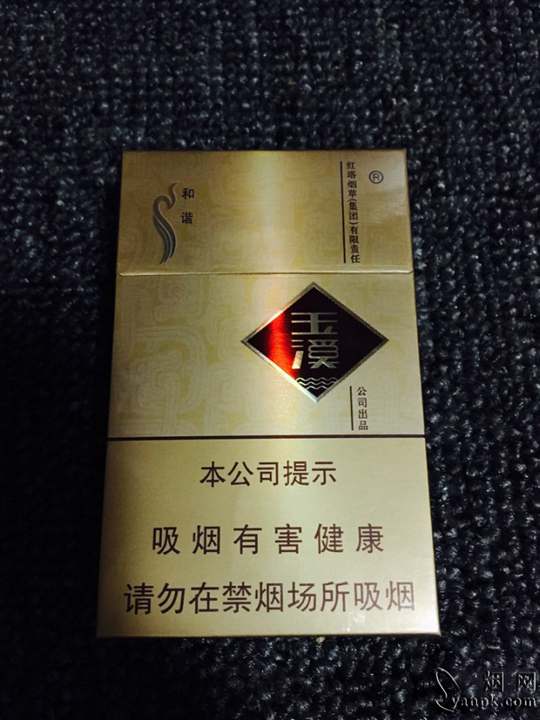 和谐
红塔烟草(集团)有限责任
®
玉溪
公司出品
本公司提示
吸烟有害健康
请勿在禁烟场所吸烟
烟网
yanpk.com